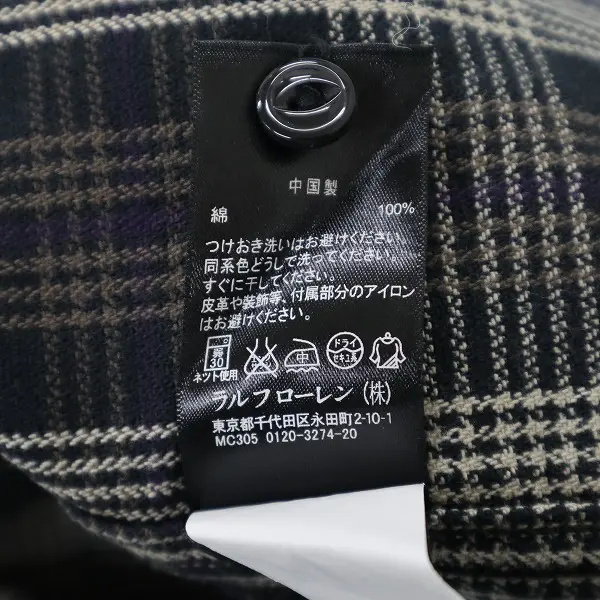 中国製
綿 100%
つけおき洗いはお避けください。
同系色どうしで洗ってください。
すぐに干してください。
皮革や装飾等、付属部分のアイロン
はお避けください。
弱
30
中
ドライ
セキユ系
ネット使用
ラルフ ローレン (株)
東京都千代田区永田町2-10-1
MC305 0120-3274-20